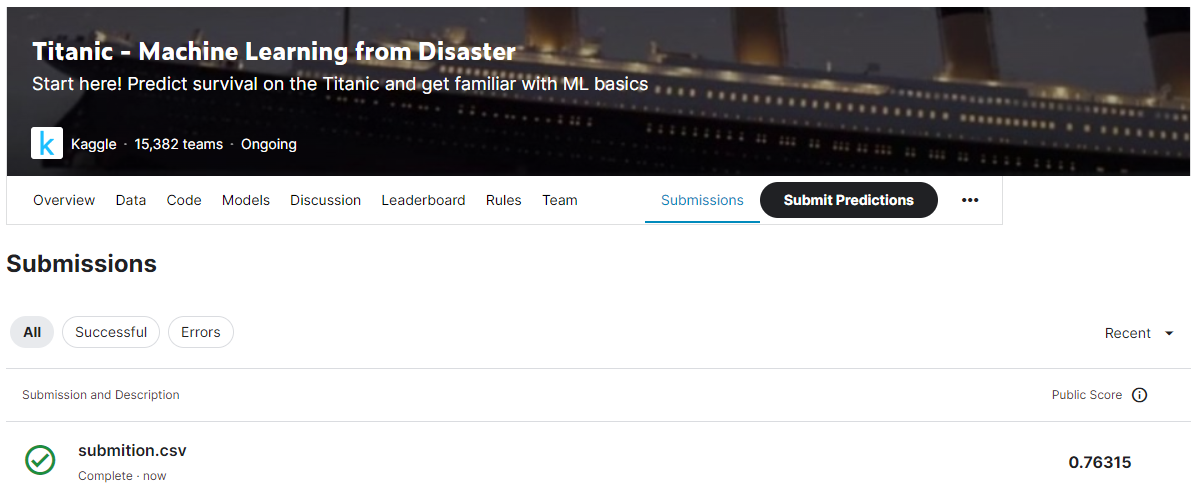 Titanic - Machine Learning from Disaster
Start here! Predict survival on the Titanic and get familiar with ML basics
k Kaggle · 15,382 teams · Ongoing
Overview Data Code Models Discussion Leaderboard Rules Team Submissions Submit Predictions
Submissions
All Successful Errors Recent
Submission and Description Public Score
submition.csv
0.76315
Complete · now